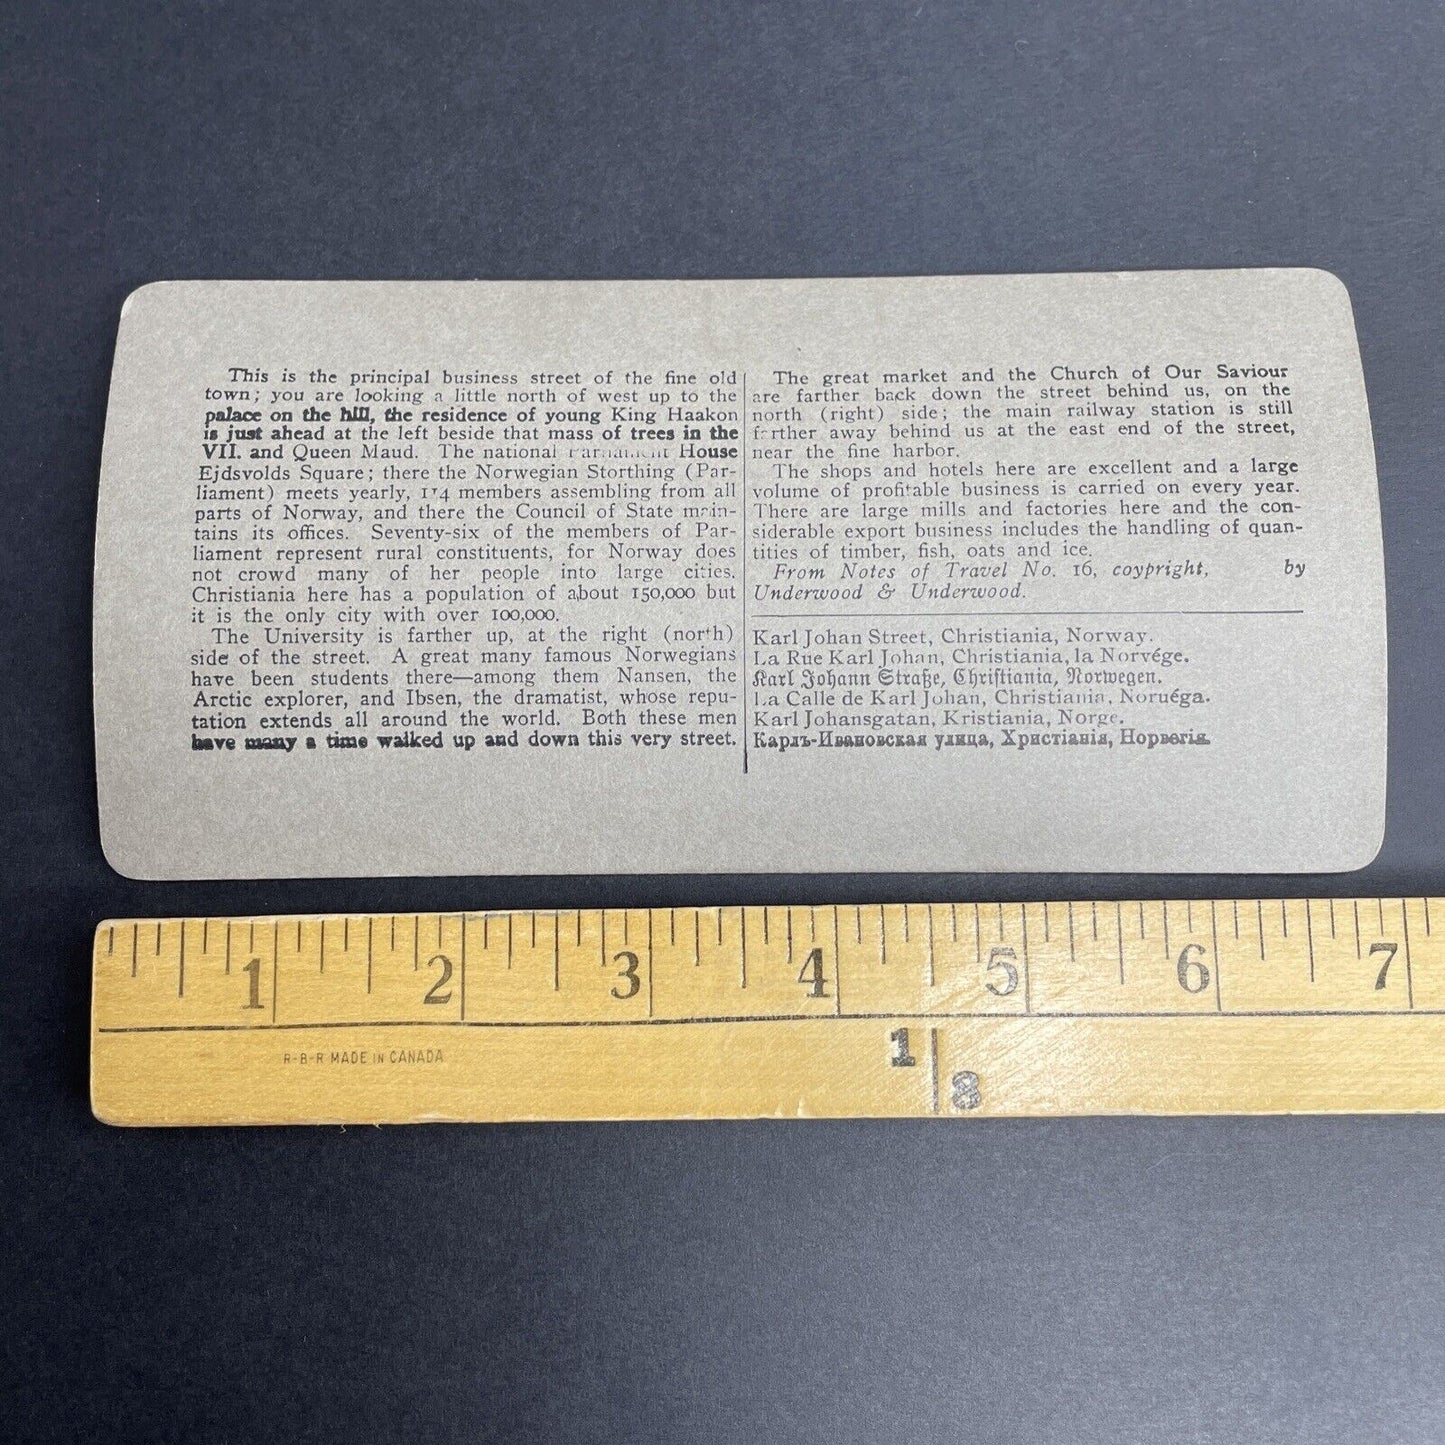 This is the principal business street of the fine old
town; you are looking a little north of west up to the
palace on the hill, the residence of young King Haakon
is just ahead at the left beside that mass of trees in the
VII. and Queen Maud. The national House
Ejdsvolds Square; there the Norwegian Storthing (Par-
liament) meets yearly, members assembling from all
parts of Norway, and there the Council of State main-
tains its offices. Seventy-six of the members of Par-
liament represent rural constituents, for Norway does
not crowd many of her people into large cities.
Christiania here has a population of about 150,000 but
it is the only city with over 100,000.
The University is farther up, at the right (north)
side of the street. A great many famous Norwegians
have been students there—among them Nansen, the
Arctic explorer, and Ibsen, the dramatist, whose repu-
tation extends all around the world. Both these men
have many a time walked up and down this very street.
The great market and the Church of Our Saviour
are farther back down the street behind us, on the
north (right) side; the main railway station is still
farther away behind us at the east end of the street,
near the fine harbor.
The shops and hotels here are excellent and a large
volume of profitable business is carried on every year.
There are large mills and factories here and the con-
siderable export business includes the handling of quan-
tities of timber, fish, oats and ice.
From Notes of Travel No. 16, coypright, by
Underwood & Underwood.
Karl Johan Street, Christiania, Norway.
La Rue Karl Johan, Christiania, la Norvége.
Karl Johann Straße, Christiania, Norwegen.
La Calle de Karl Johan, Christiania, Noruéga.
Karl Johansgatan, Kristiania, Norge.
Карлъ-Ивановская улица, Христіанія, Норвегія.
1 2 3 4 5 6 7
R-B-R MADE IN CANADA
1
8